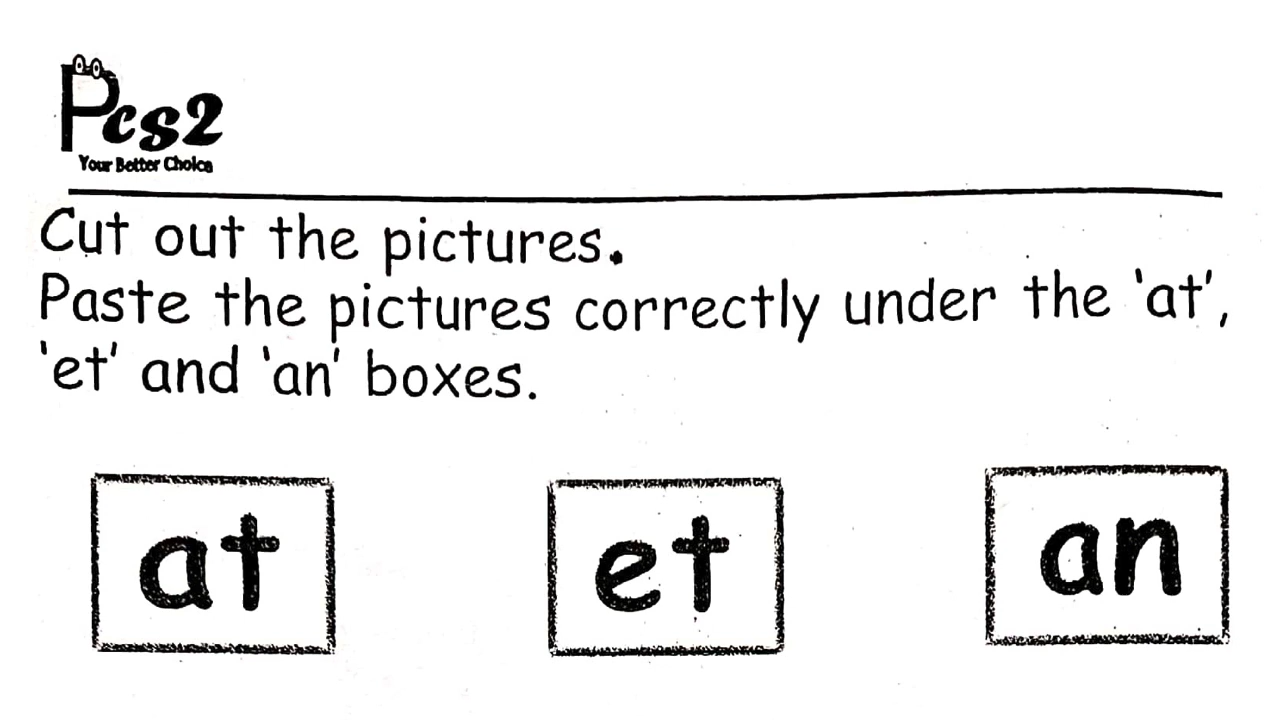 Pcs2
Your Better Choice
Cut out the pictures.
Paste the pictures correctly under the 'at',
'et' and 'an' boxes.
at et an